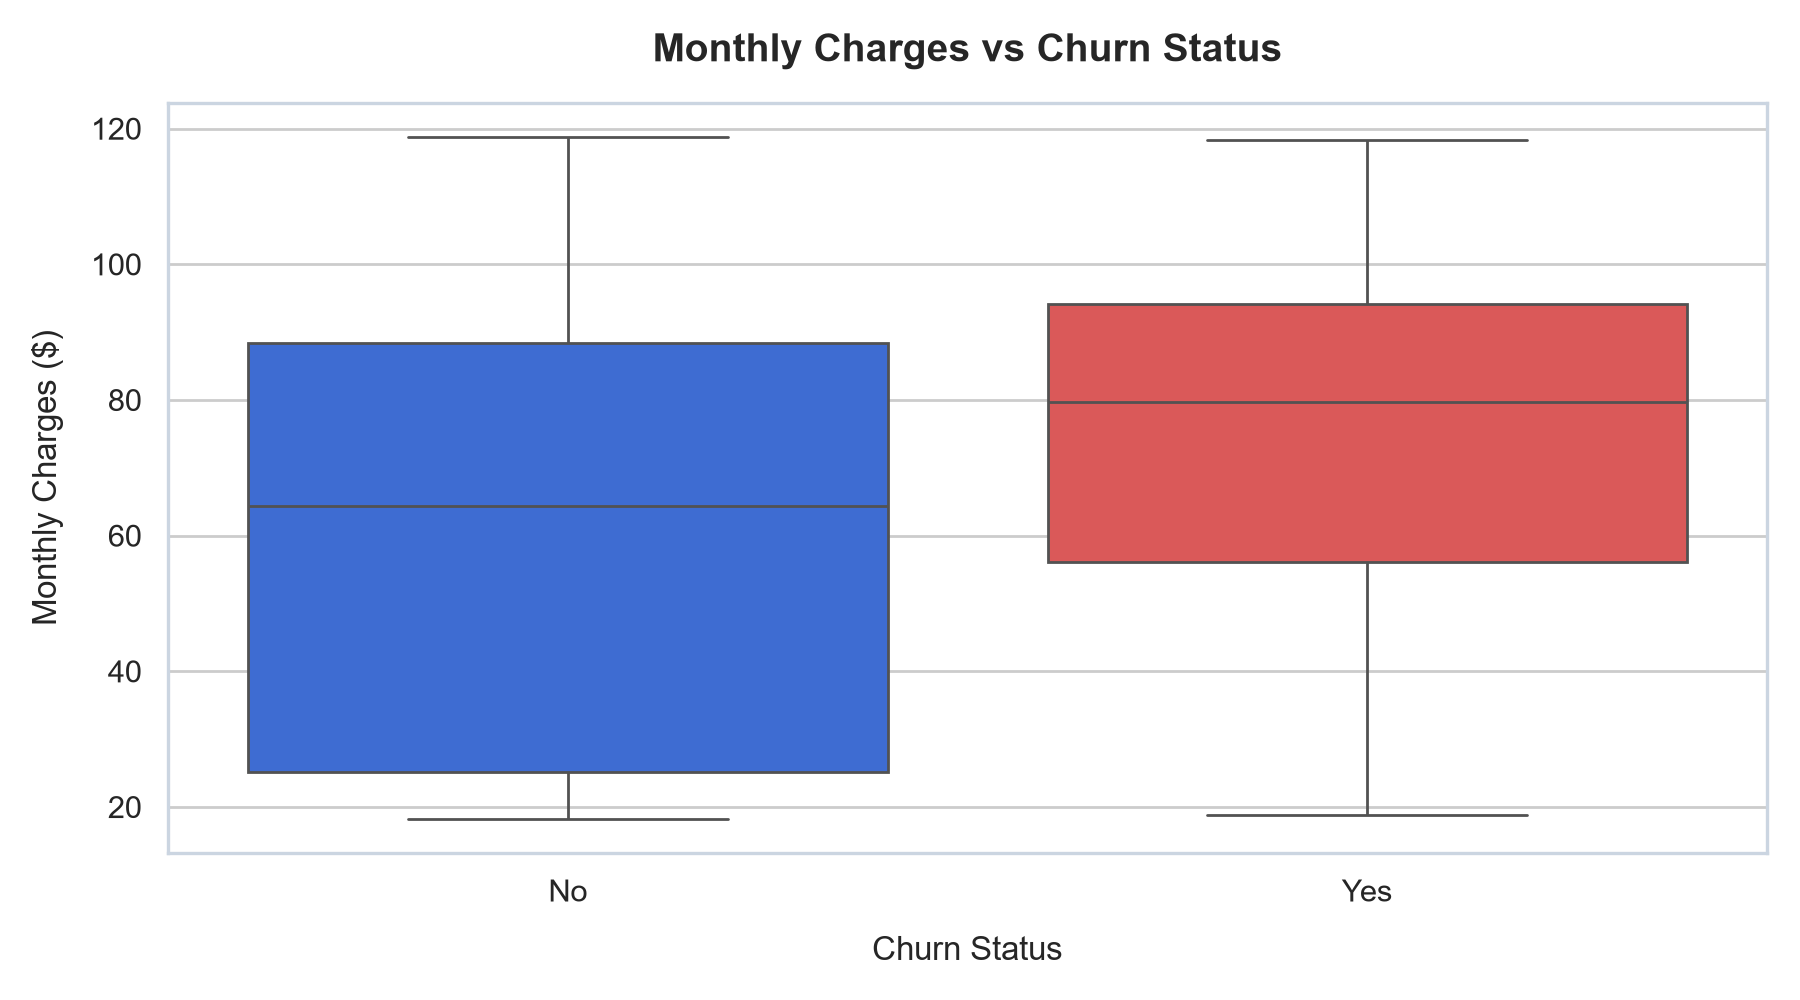 Monthly Charges vs Churn Status
120
100
80
60
40
20
Monthly Charges ($)
No
Yes
Churn Status